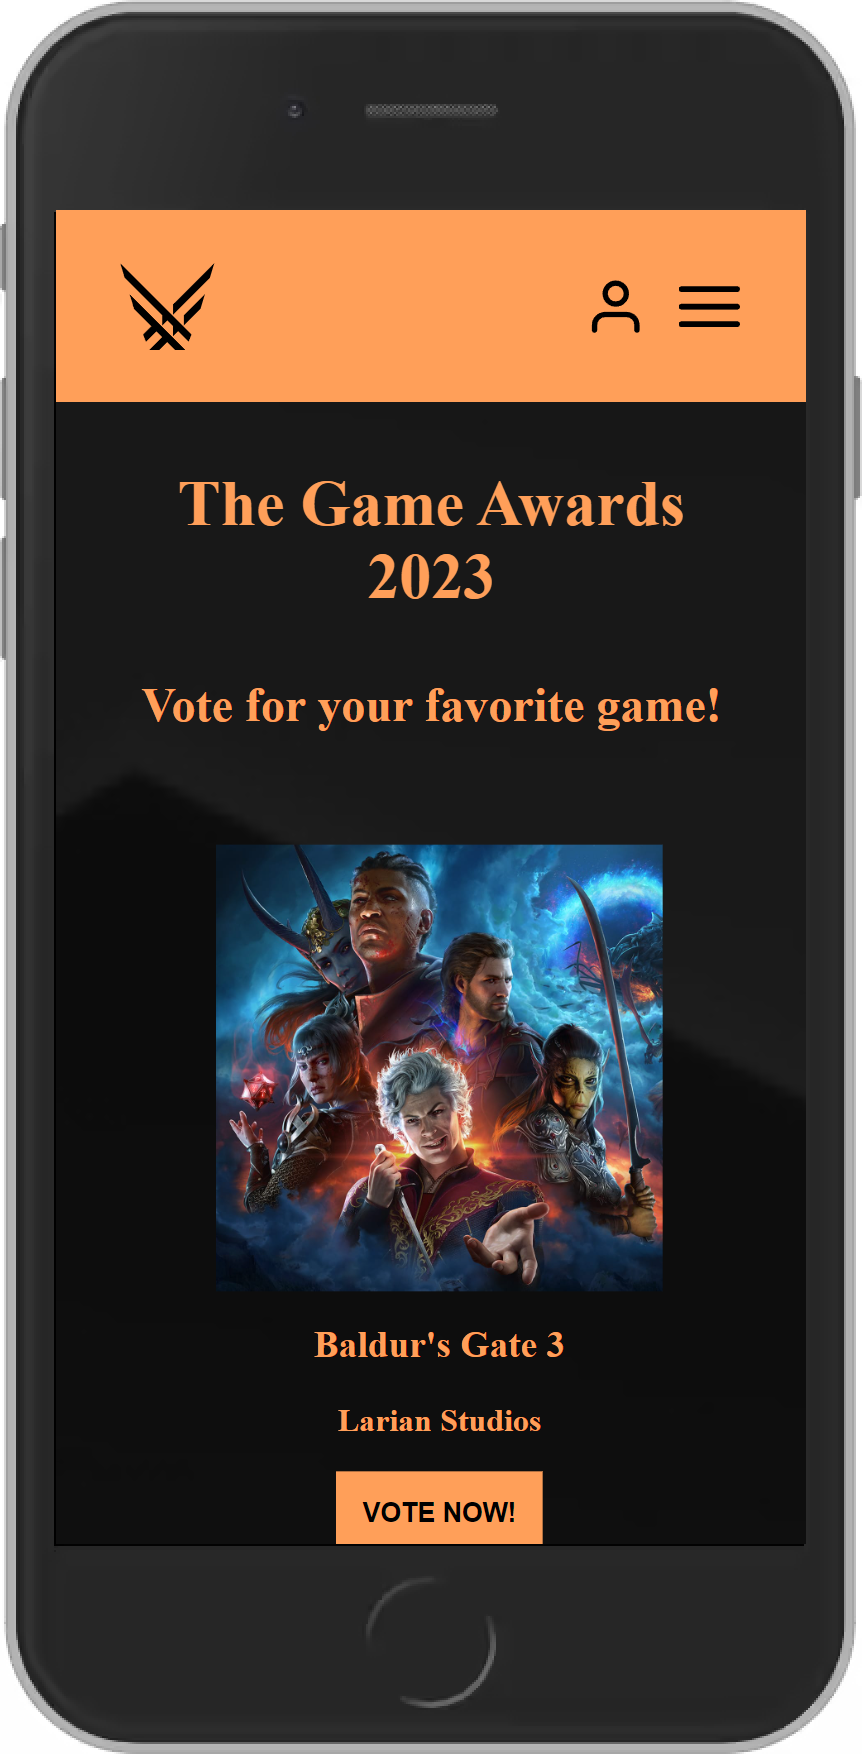 The Game Awards
2023
Vote for your favorite game!
Baldur's Gate 3
Larian Studios
VOTE NOW!